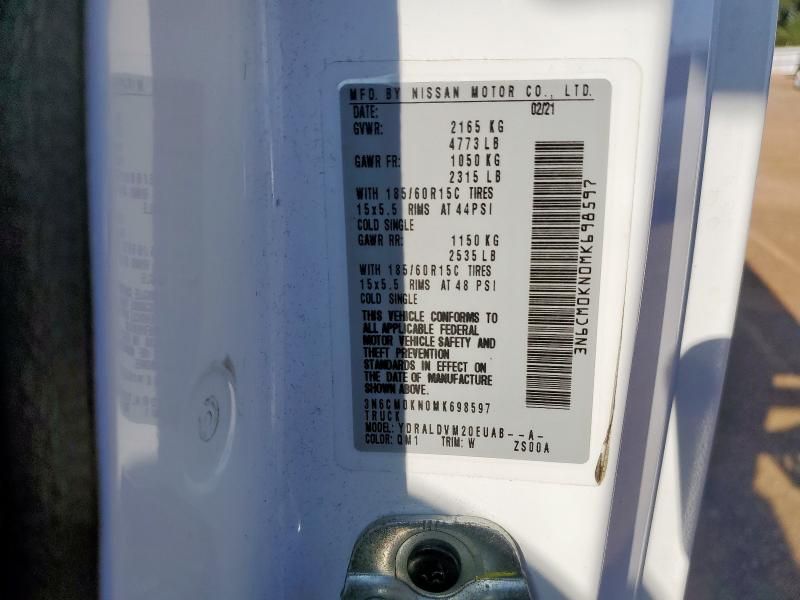 MFD. BY NISSAN MOTOR CO., LTD.
DATE: 02/21
GVWR: 2165 KG
4773 LB
GAWR FR: 1050 KG
2315 LB
WITH 185/60R15C TIRES
15x5.5 RIMS AT 44PSI
COLD SINGLE
GAWR RR: 1150 KG
2535 LB
WITH 185/60R15C TIRES
15x5.5 RIMS AT 48 PSI
COLD SINGLE
THIS VEHICLE CONFORMS TO
ALL APPLICABLE FEDERAL
MOTOR VEHICLE SAFETY AND
THEFT PREVENTION
STANDARDS IN EFFECT ON
THE DATE OF MANUFACTURE
SHOWN ABOVE.
3N6CM0KN0MK698597
TRUCK
MODEL: YDRALDVM20EUAB--A-
COLOR: QM1 TRIM: W ZS00A
3N6CM0KN0MK698597